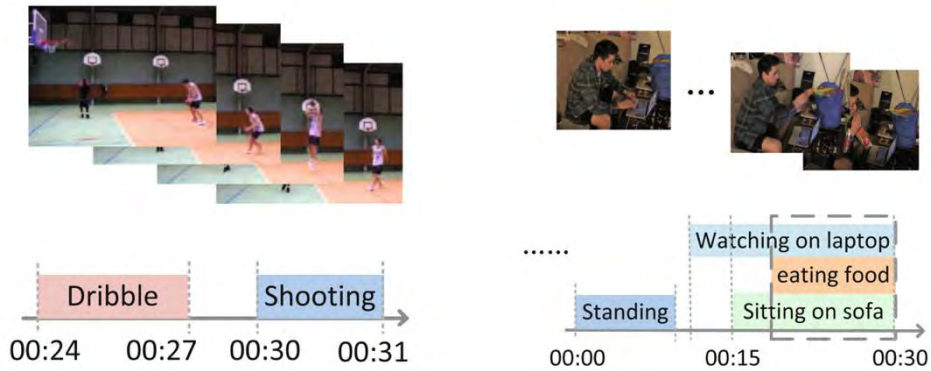 Dribble
Shooting
00:24
00:27
00:30
00:31
......
Watching on laptop
eating food
Standing
Sitting on sofa
00:00
00:15
00:30